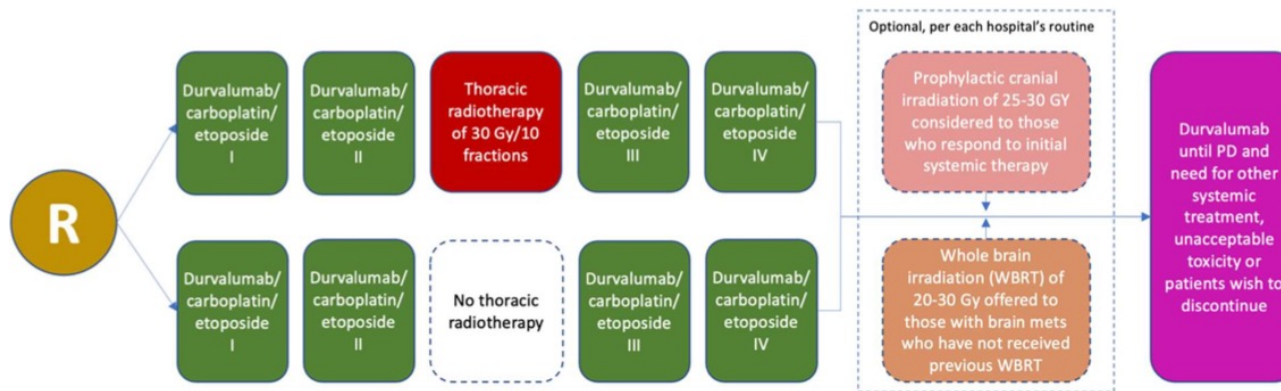 R
Durvalumab/
carboplatin/
etoposide
I
Durvalumab/
carboplatin/
etoposide
II
Thoracic
radiotherapy
of 30 Gy/10
fractions
Durvalumab/
carboplatin/
etoposide
III
Durvalumab/
carboplatin/
etoposide
IV
Durvalumab/
carboplatin/
etoposide
I
Durvalumab/
carboplatin/
etoposide
II
No thoracic
radiotherapy
Durvalumab/
carboplatin/
etoposide
III
Durvalumab/
carboplatin/
etoposide
IV
Optional, per each hospital's routine
Prophylactic cranial
irradiation of 25-30 GY
considered to those
who respond to initial
systemic therapy
Whole brain
irradiation (WBRT) of
20-30 Gy offered to
those with brain mets
who have not received
previous WBRT
Durvalumab
until PD and
need for other
systemic
treatment,
unacceptable
toxicity or
patients wish to
discontinue